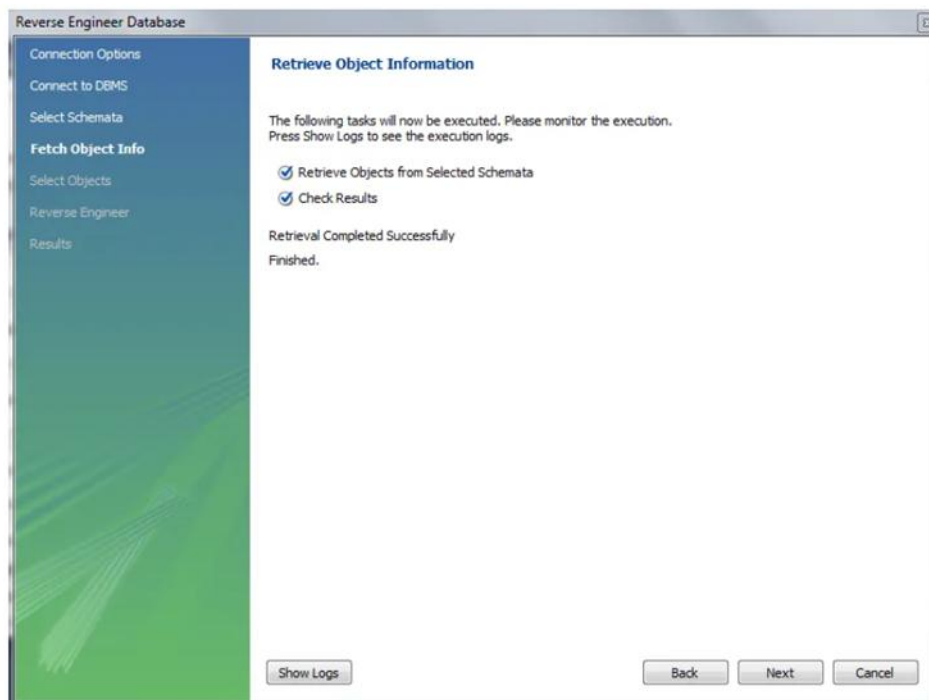 Reverse Engineer Database
Connection Options
Connect to DBMS
Select Schemata
Fetch Object Info
Select Objects
Reverse Engineer
Results
Retrieve Object Information
The following tasks will now be executed. Please monitor the execution.
Press Show Logs to see the execution logs.
Retrieve Objects from Selected Schemata
Check Results
Retrieval Completed Successfully
Finished.
Show Logs
Back
Next
Cancel